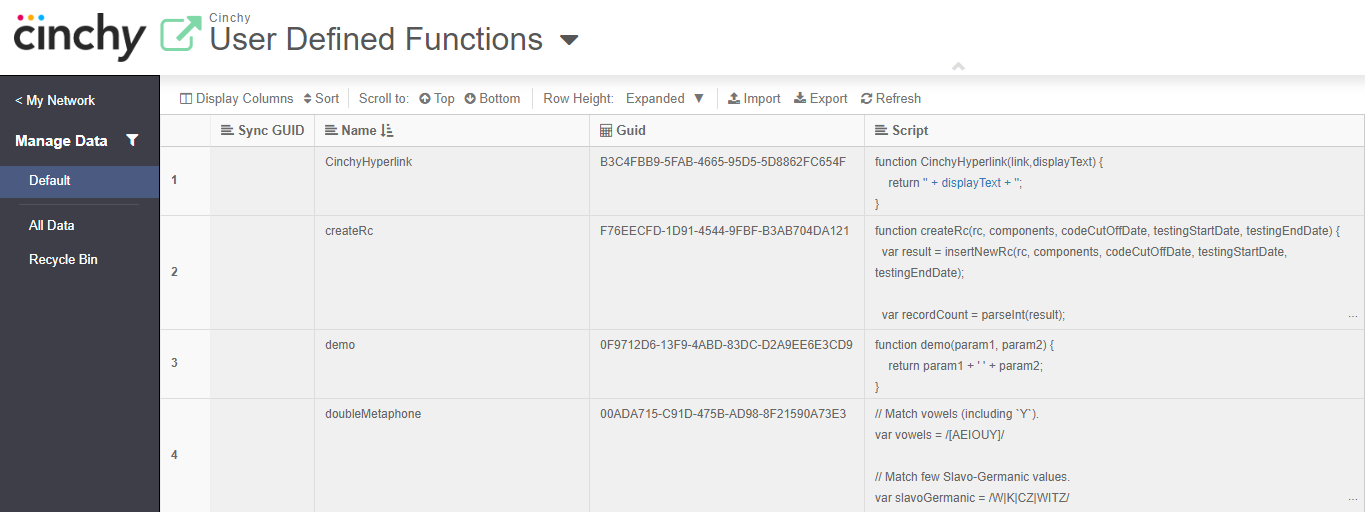 cinchy
Cinchy
User Defined Functions
< My Network
Manage Data
Default
All Data
Recycle Bin
Display Columns Sort Scroll to: Top Bottom Row Height: Expanded Import Export Refresh
Sync GUID Name Guid Script
1 CinchyHyperlink B3C4FBB9-5FAB-4665-95D5-5D8862FC654F function CinchyHyperlink(link,displayText) {
return '' + displayText + '';
}
2 createRc F76EECFD-1D91-4544-9FBF-B3AB704DA121 function createRc(rc, components, codeCutOffDate, testingStartDate, testingEndDate) {
var result = insertNewRc(rc, components, codeCutOffDate, testingStartDate,
testingEndDate);
var recordCount = parseInt(result);
...
3 demo 0F9712D6-13F9-4ABD-83DC-D2A9EE6E3CD9 function demo(param1, param2) {
return param1 + ' ' + param2;
}
4 doubleMetaphone 00ADA715-C91D-475B-AD98-8F21590A73E3 // Match vowels (including `Y`).
var vowels = /[AEIOUY]/
// Match few Slavo-Germanic values.
var slavoGermanic = /W|K|CZ|WITZ/
...